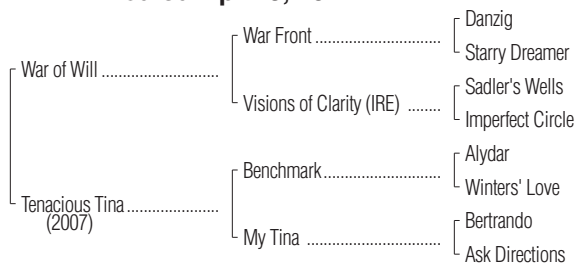 War Front ........................ Danzig
Starry Dreamer
War of Will ........................
Visions of Clarity (IRE) ........ Sadler's Wells
Imperfect Circle
Benchmark........................ Alydar
Winters' Love
Tenacious Tina ........................
(2007)
My Tina ........................ Bertrando
Ask Directions